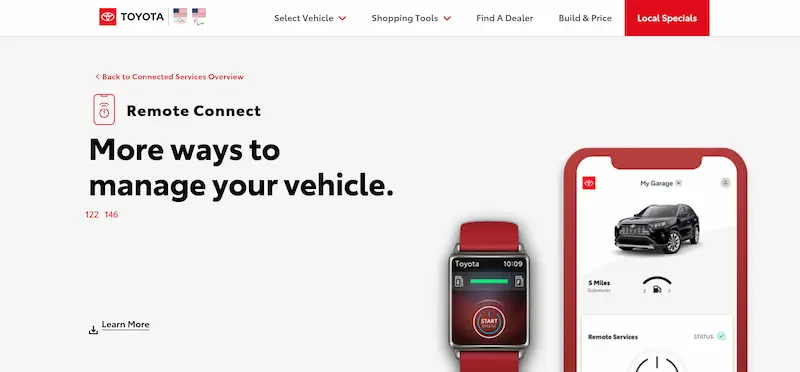 TOYOTA
Select Vehicle
Shopping Tools
Find A Dealer
Build & Price
Local Specials
Back to Connected Services Overview
Remote Connect
More ways to
manage your vehicle.
122 146
Learn More
Toyota 10:09
E F
START
ENGINE
My Garage
5 Miles
Odometer
E F
Remote Services STATUS